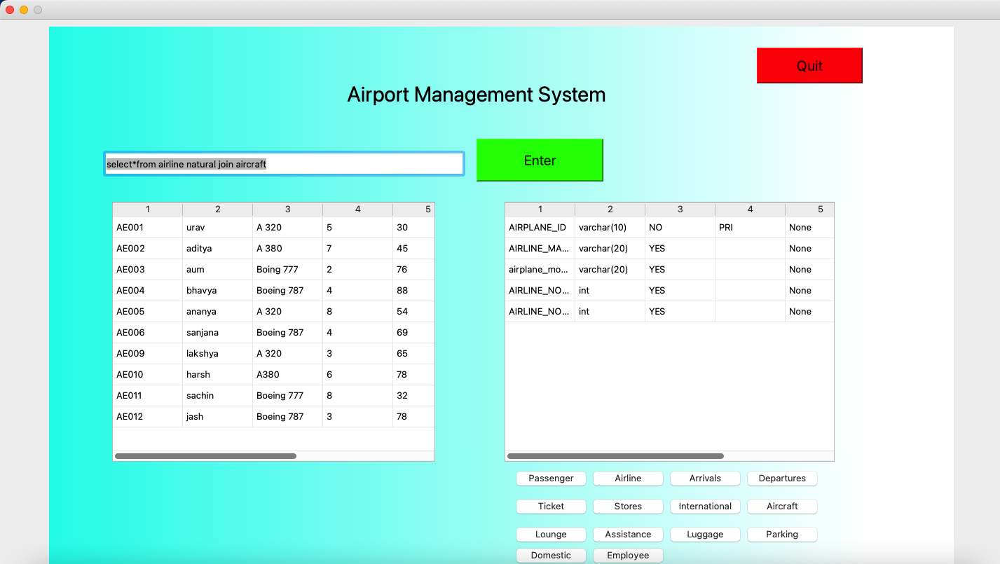 Quit
Airport Management System
select*from airline natural join aircraft
Enter
1 2 3 4 5
AE001 urav A 320 5 30
AE002 aditya A 380 7 45
AE003 aum Boing 777 2 76
AE004 bhavya Boeing 787 4 88
AE005 ananya A 320 8 54
AE006 sanjana Boeing 787 4 69
AE009 lakshya A 320 3 65
AE010 harsh A380 6 78
AE011 sachin Boeing 777 8 32
AE012 jash Boeing 787 3 78
1 2 3 4 5
AIRPLANE_ID varchar(10) NO PRI None
AIRLINE_MA... varchar(20) YES None
airplane_mo... varchar(20) YES None
AIRLINE_NO... int YES None
AIRLINE_NO... int YES None
Passenger Airline Arrivals Departures
Ticket Stores International Aircraft
Lounge Assistance Luggage Parking
Domestic Employee